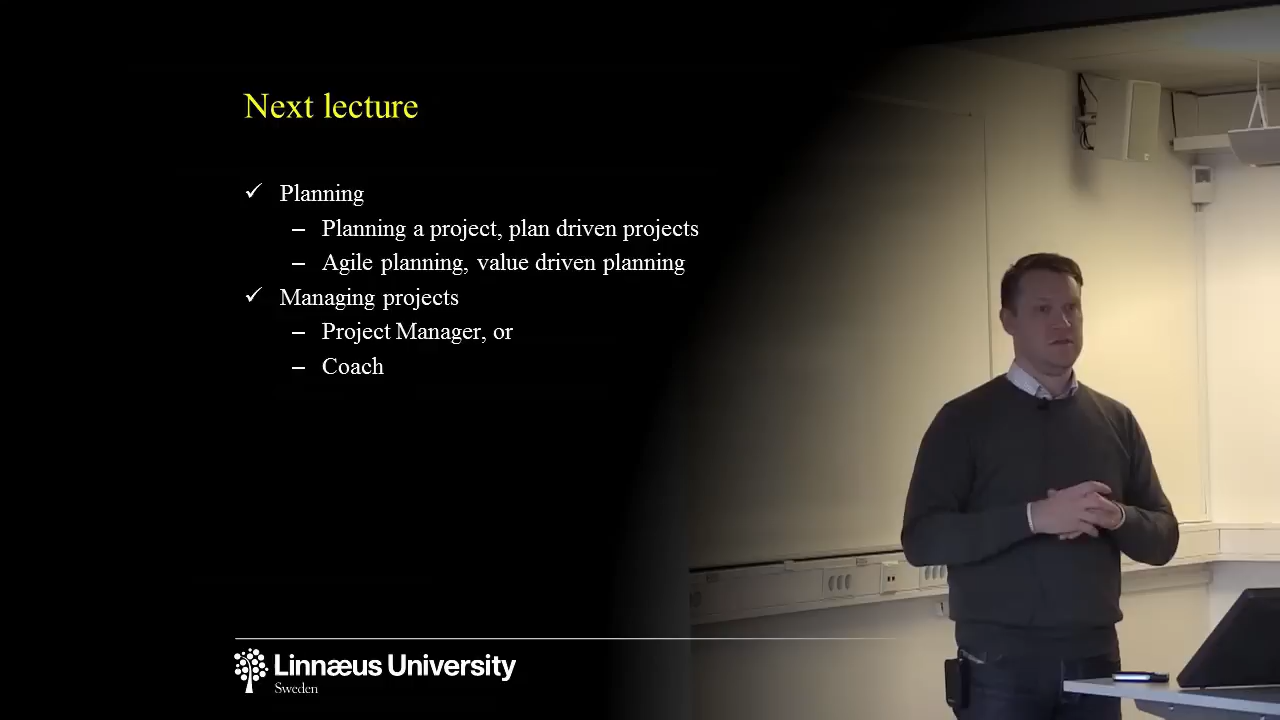 Next lecture
✓ Planning
– Planning a project, plan driven projects
– Agile planning, value driven planning
✓ Managing projects
– Project Manager, or
– Coach
Linnæus University
Sweden